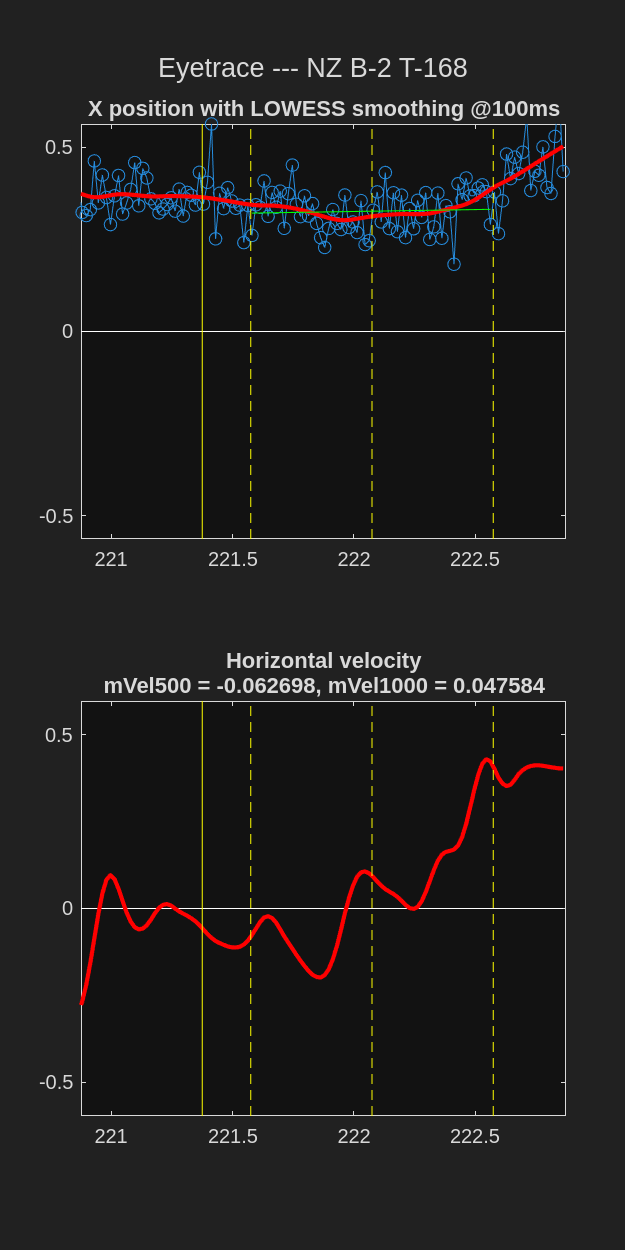 Eyetrace --- NZ B-2 T-168
X position with LOWESS smoothing @100ms
0.5
0
-0.5
221 221.5 222 222.5
Horizontal velocity
mVel500 = -0.062698, mVel1000 = 0.047584
0.5
0
-0.5
221 221.5 222 222.5